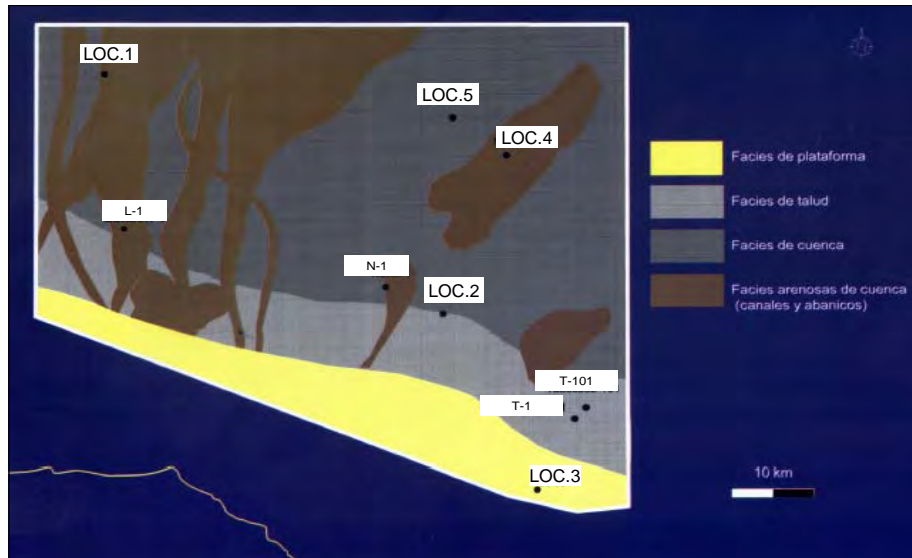 LOC.1
LOC.5
LOC.4
L-1
N-1
LOC.2
T-101
T-1
LOC.3
Facies de plataforma
Facies de talud
Facies de cuenca
Facies arenosas de cuenca
(canales y abanicos)
10 km